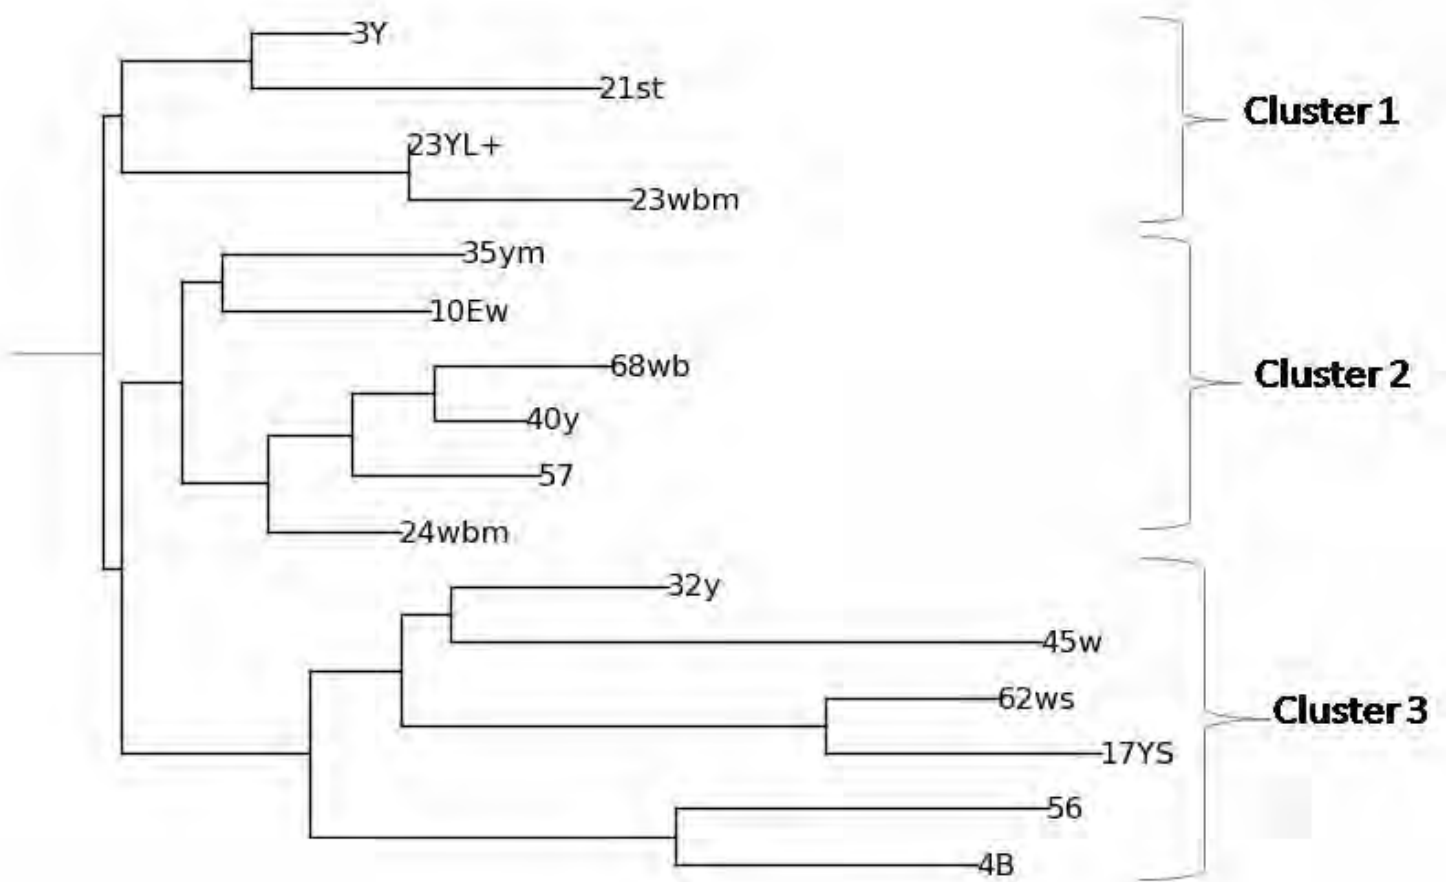 3Y
21st
Cluster 1
23YL+
23wbm
35ym
10Ew
68wb
Cluster 2
40y
57
24wbm
32y
45w
62ws
Cluster 3
17YS
56
4B